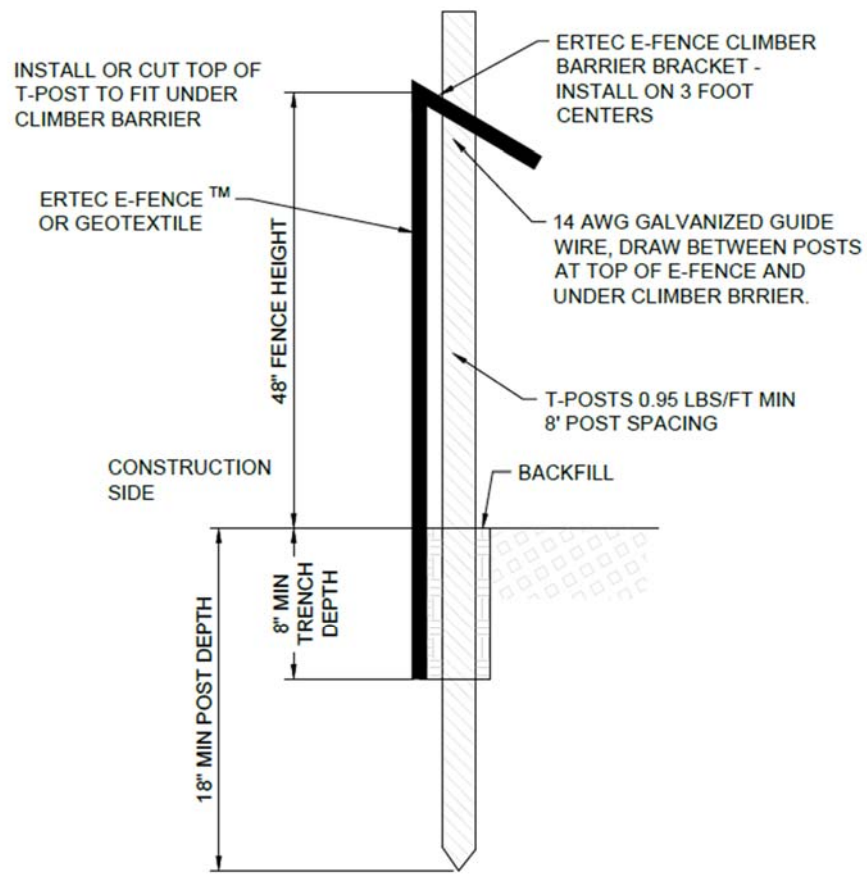 INSTALL OR CUT TOP OF
T-POST TO FIT UNDER
CLIMBER BARRIER
ERTEC E-FENCE CLIMBER
BARRIER BRACKET -
INSTALL ON 3 FOOT
CENTERS
ERTEC E-FENCE™
OR GEOTEXTILE
48" FENCE HEIGHT
14 AWG GALVANIZED GUIDE
WIRE, DRAW BETWEEN POSTS
AT TOP OF E-FENCE AND
UNDER CLIMBER BRRIER.
T-POSTS 0.95 LBS/FT MIN
8' POST SPACING
CONSTRUCTION
SIDE
BACKFILL
18" MIN POST DEPTH
8" MIN
TRENCH
DEPTH